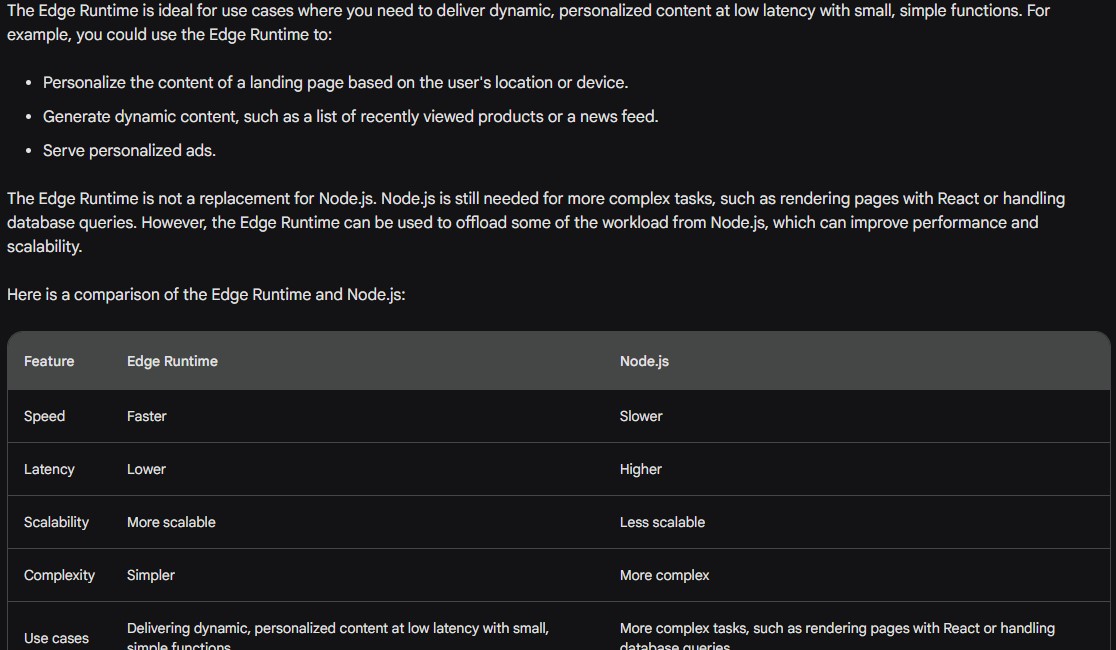 The Edge Runtime is ideal for use cases where you need to deliver dynamic, personalized content at low latency with small, simple functions. For
example, you could use the Edge Runtime to:
• Personalize the content of a landing page based on the user's location or device.
• Generate dynamic content, such as a list of recently viewed products or a news feed.
• Serve personalized ads.
The Edge Runtime is not a replacement for Node.js. Node.js is still needed for more complex tasks, such as rendering pages with React or handling
database queries. However, the Edge Runtime can be used to offload some of the workload from Node.js, which can improve performance and
scalability.
Here is a comparison of the Edge Runtime and Node.js:
Feature Edge Runtime Node.js
Speed Faster Slower
Latency Lower Higher
Scalability More scalable Less scalable
Complexity Simpler More complex
Use cases Delivering dynamic, personalized content at low latency with small, More complex tasks, such as rendering pages with React or handling
simple functions. database queries.